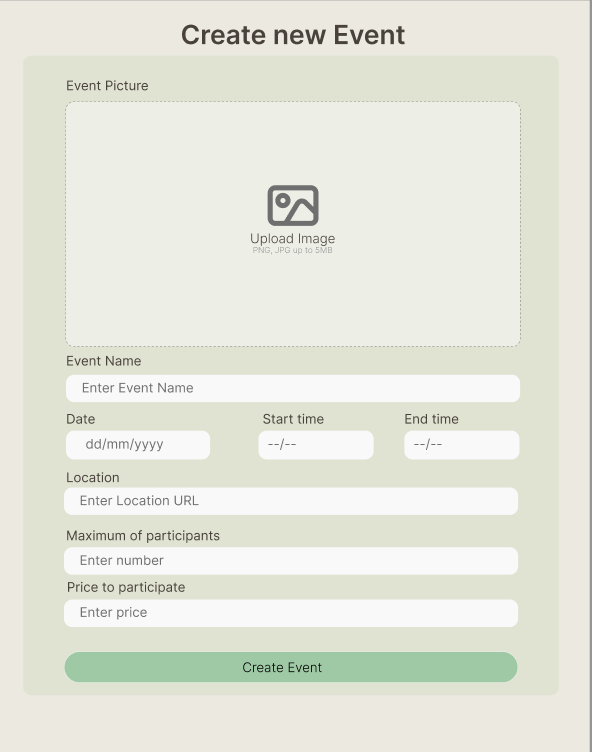 Create new Event
Event Picture
Upload Image
PNG, JPG up to 5MB
Event Name
Enter Event Name
Date Start time End time
dd/mm/yyyy --/-- --/--
Location
Enter Location URL
Maximum of participants
Enter number
Price to participate
Enter price
Create Event